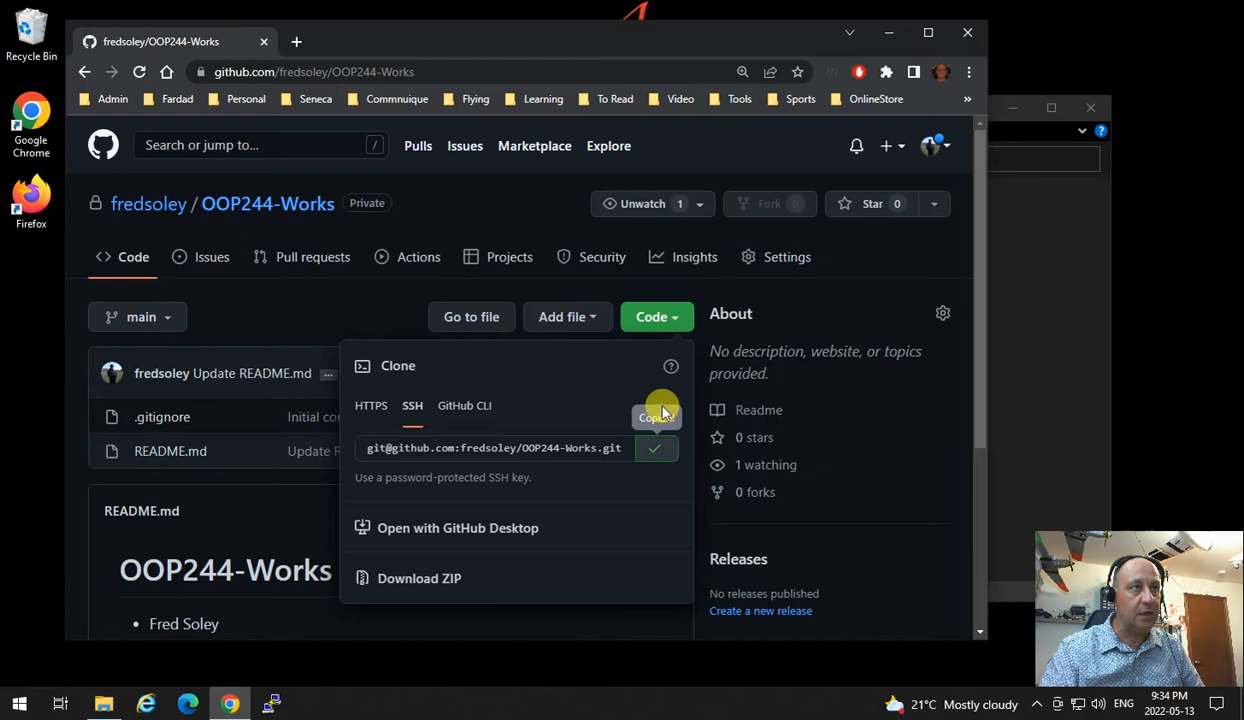 Recycle Bin
Google Chrome
Firefox
fredsoley/OOP244-Works
github.com/fredsoley/OOP244-Works
Admin Fardad Personal Seneca Commnuique Flying Learning To Read Video Tools Sports OnlineStore »
Search or jump to... /
Pulls Issues Marketplace Explore
fredsoley / OOP244-Works Private
Unwatch 1 Fork 0 Star 0
Code Issues Pull requests Actions Projects Security Insights Settings
main Go to file Add file Code
About
No description, website, or topics provided.
Readme
0 stars
1 watching
0 forks
Releases
No releases published
Create a new release
fredsoley Update README.md ...
.gitignore Initial
README.md Update
README.md
OOP244-Works
• Fred Soley
Clone
HTTPS SSH GitHub CLI
git@github.com:fredsoley/OOP244-Works.git
Use a password-protected SSH key.
Open with GitHub Desktop
Download ZIP
21°C Mostly cloudy ENG 9:34 PM
2022-05-13